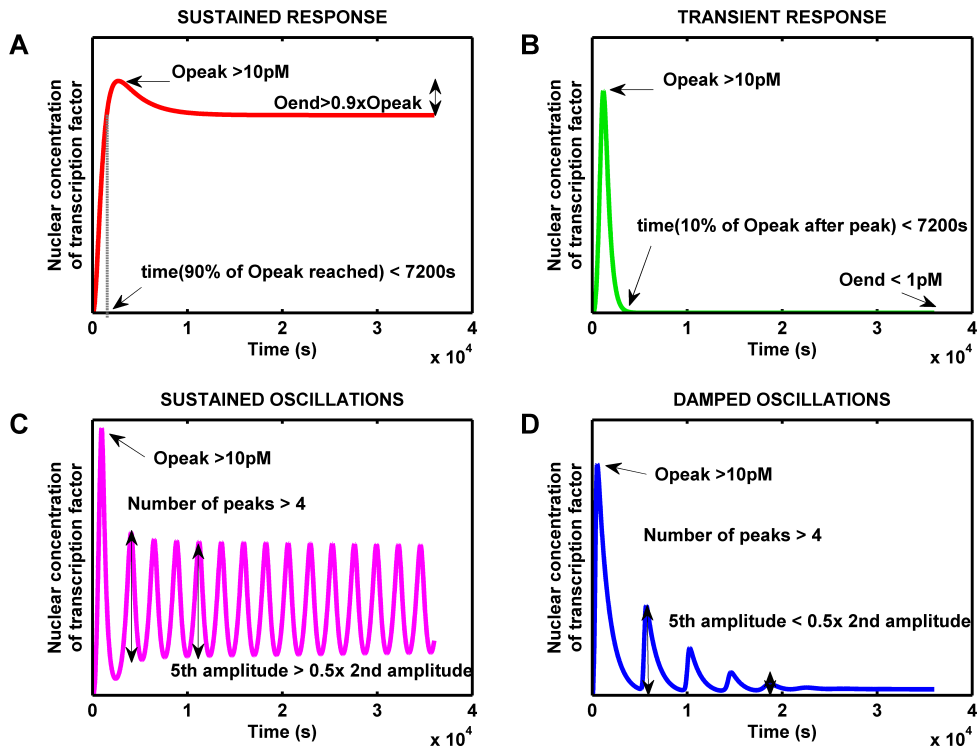 SUSTAINED RESPONSE
A
Nuclear concentration
of transcription factor
Opeak >10pM
Oend>0.9xOpeak
time(90% of Opeak reached) < 7200s
0
1
2
3
4
Time (s)
x 10^4
TRANSIENT RESPONSE
B
Nuclear concentration
of transcription factor
Opeak >10pM
time(10% of Opeak after peak) < 7200s
Oend < 1pM
0
1
2
3
4
Time (s)
x 10^4
SUSTAINED OSCILLATIONS
C
Nuclear concentration
of transcription factor
Opeak >10pM
Number of peaks > 4
5th amplitude > 0.5x 2nd amplitude
0
1
2
3
4
Time (s)
x 10^4
DAMPED OSCILLATIONS
D
Nuclear concentration
of transcription factor
Opeak >10pM
Number of peaks > 4
5th amplitude < 0.5x 2nd amplitude
0
1
2
3
4
Time (s)
x 10^4